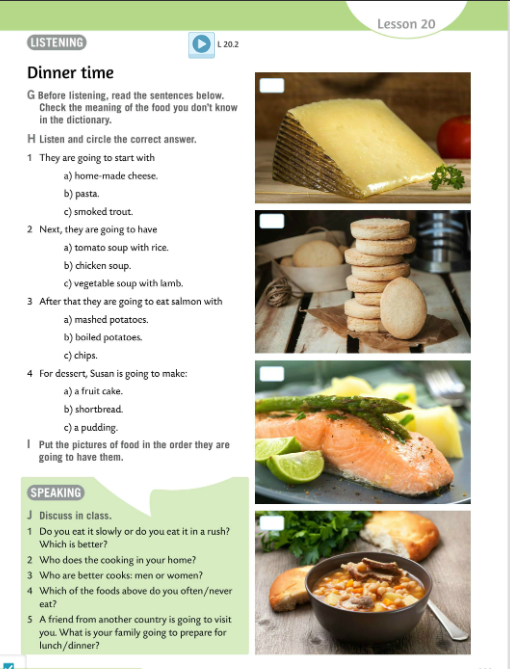 Lesson 20
LISTENING
L 20.2
Dinner time
G Before listening, read the sentences below.
Check the meaning of the food you don't know
in the dictionary.
H Listen and circle the correct answer.
1 They are going to start with
a) home-made cheese.
b) pasta.
c) smoked trout.
2 Next, they are going to have
a) tomato soup with rice.
b) chicken soup.
c) vegetable soup with lamb.
3 After that they are going to eat salmon with
a) mashed potatoes.
b) boiled potatoes.
c) chips.
4 For dessert, Susan is going to make:
a) a fruit cake.
b) shortbread.
c) a pudding.
I Put the pictures of food in the order they are
going to have them.
SPEAKING
J Discuss in class.
1 Do you eat it slowly or do you eat it in a rush?
Which is better?
2 Who does the cooking in your home?
3 Who are better cooks: men or women?
4 Which of the foods above do you often/never
eat?
5 A friend from another country is going to visit
you. What is your family going to prepare for
lunch/dinner?